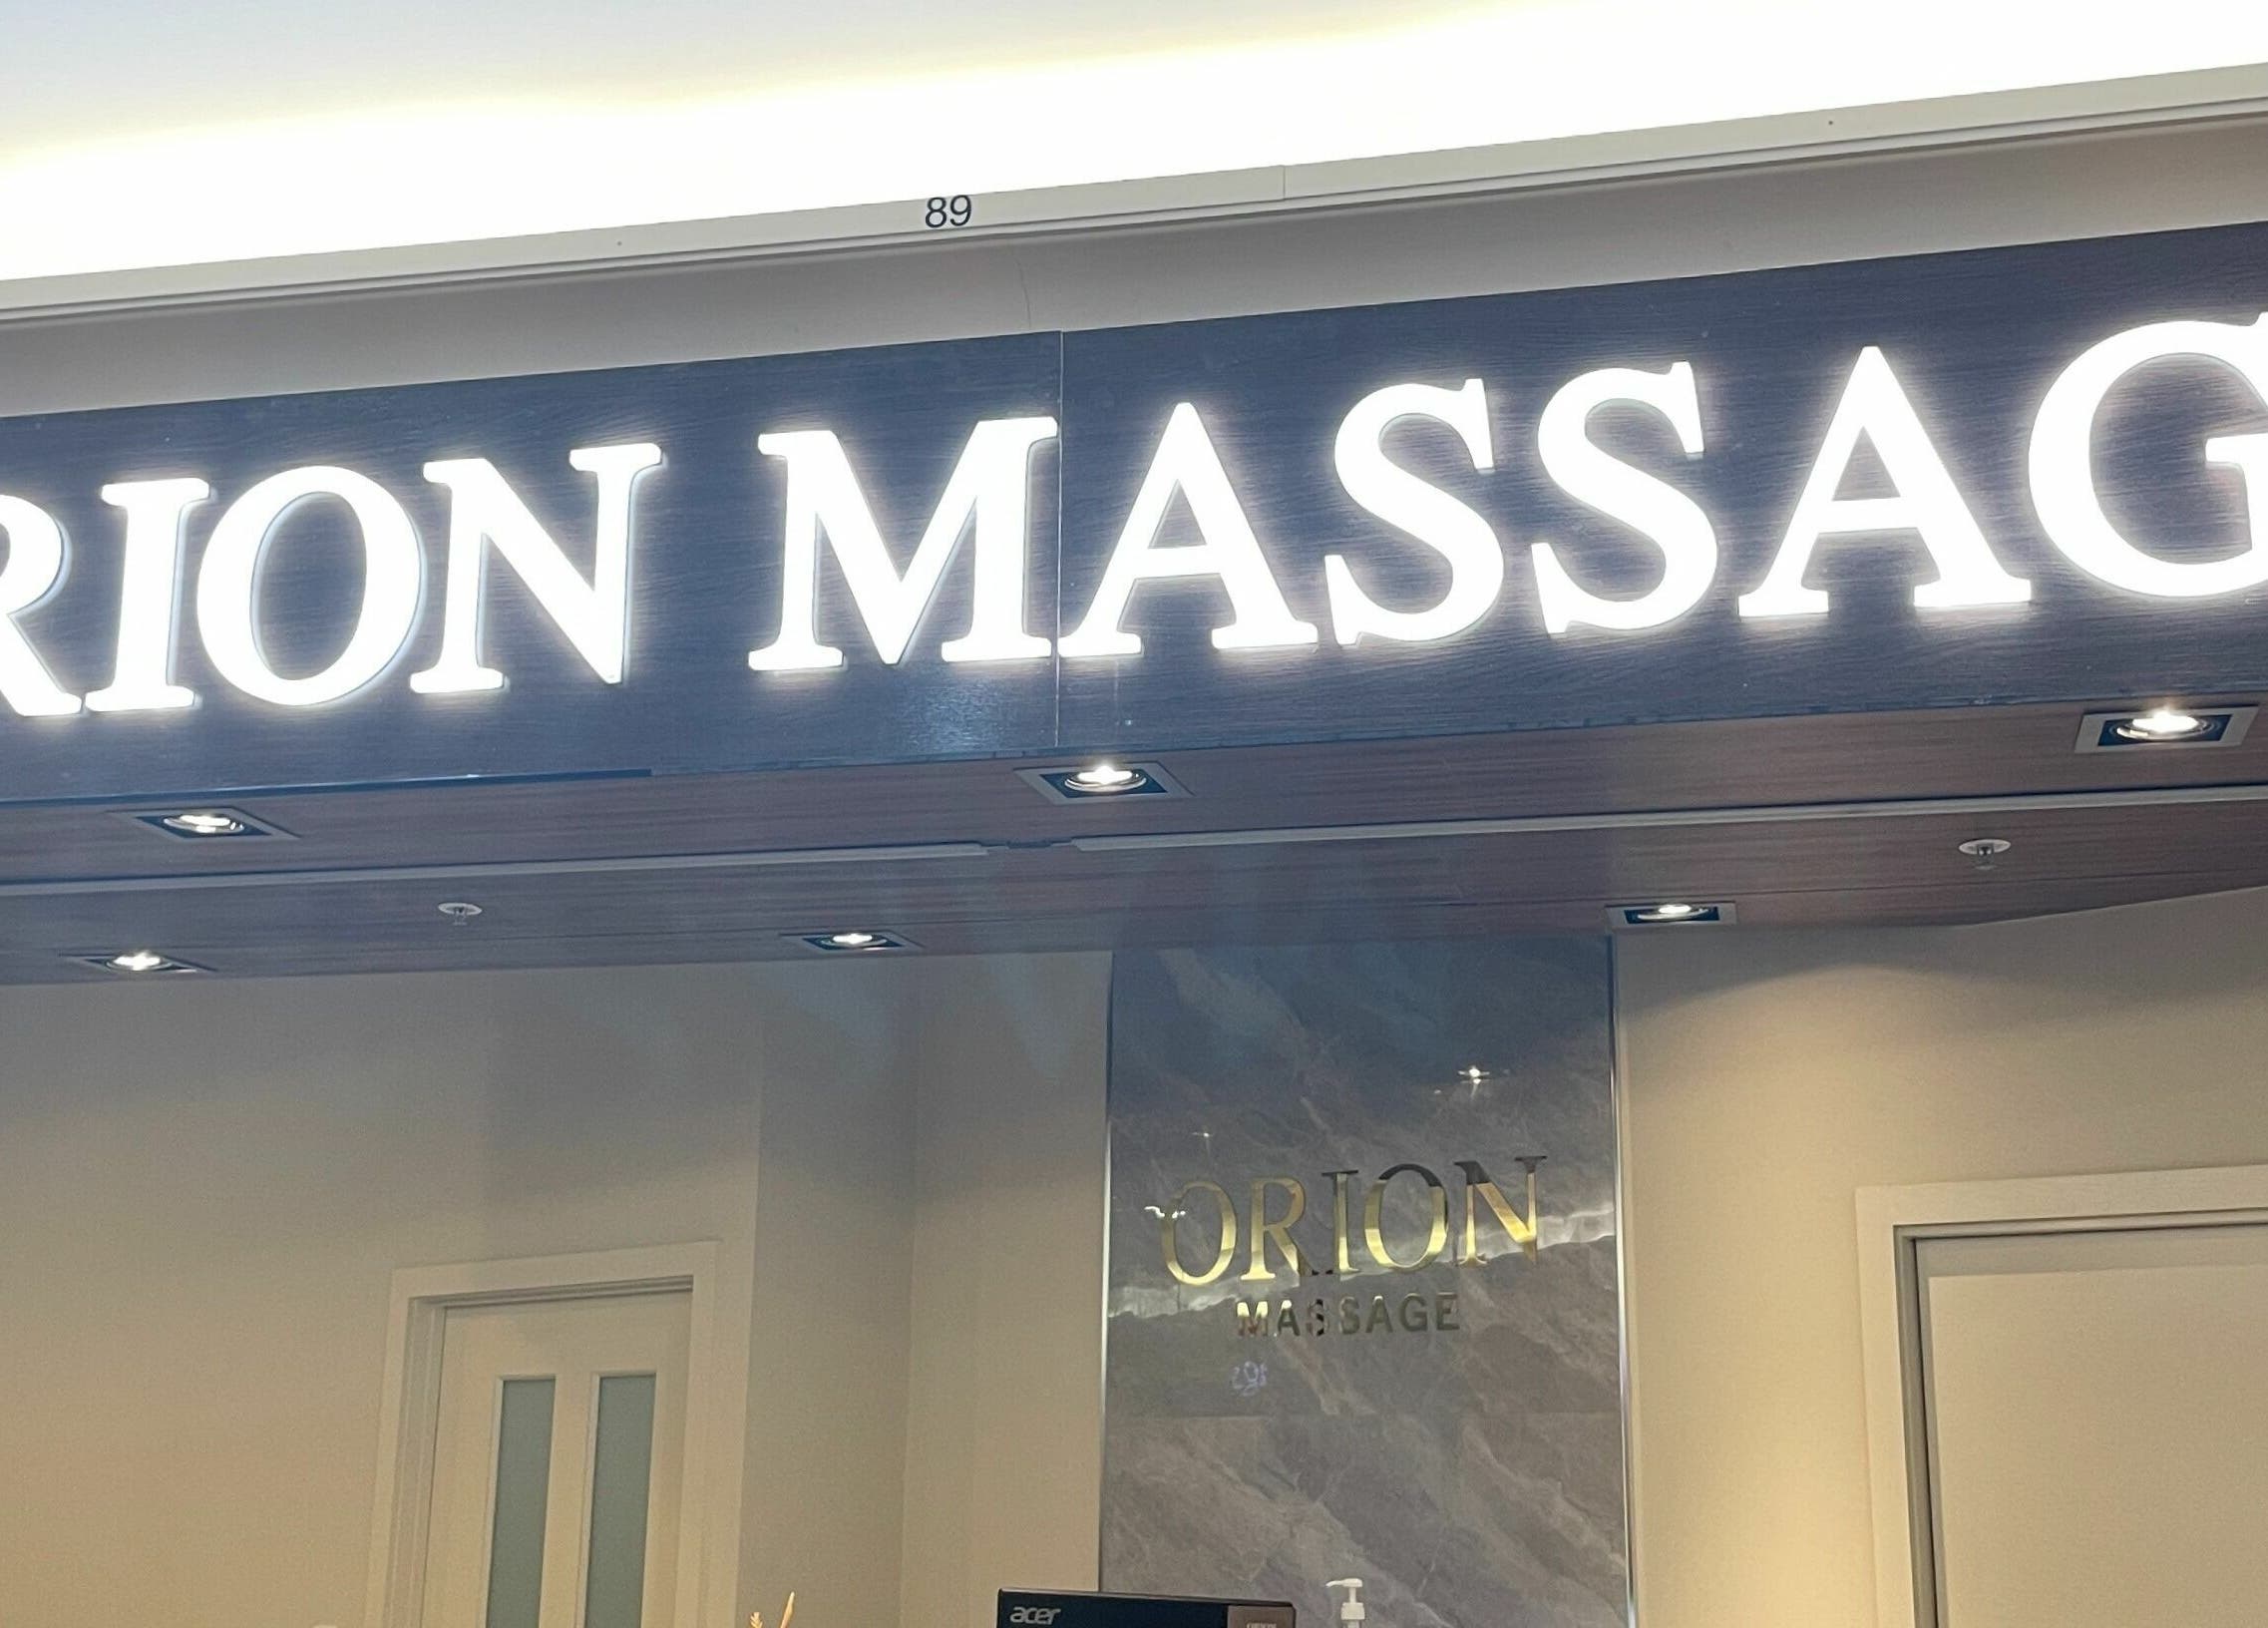 89
RION MASSAG
ORION
MASSAGE
acer